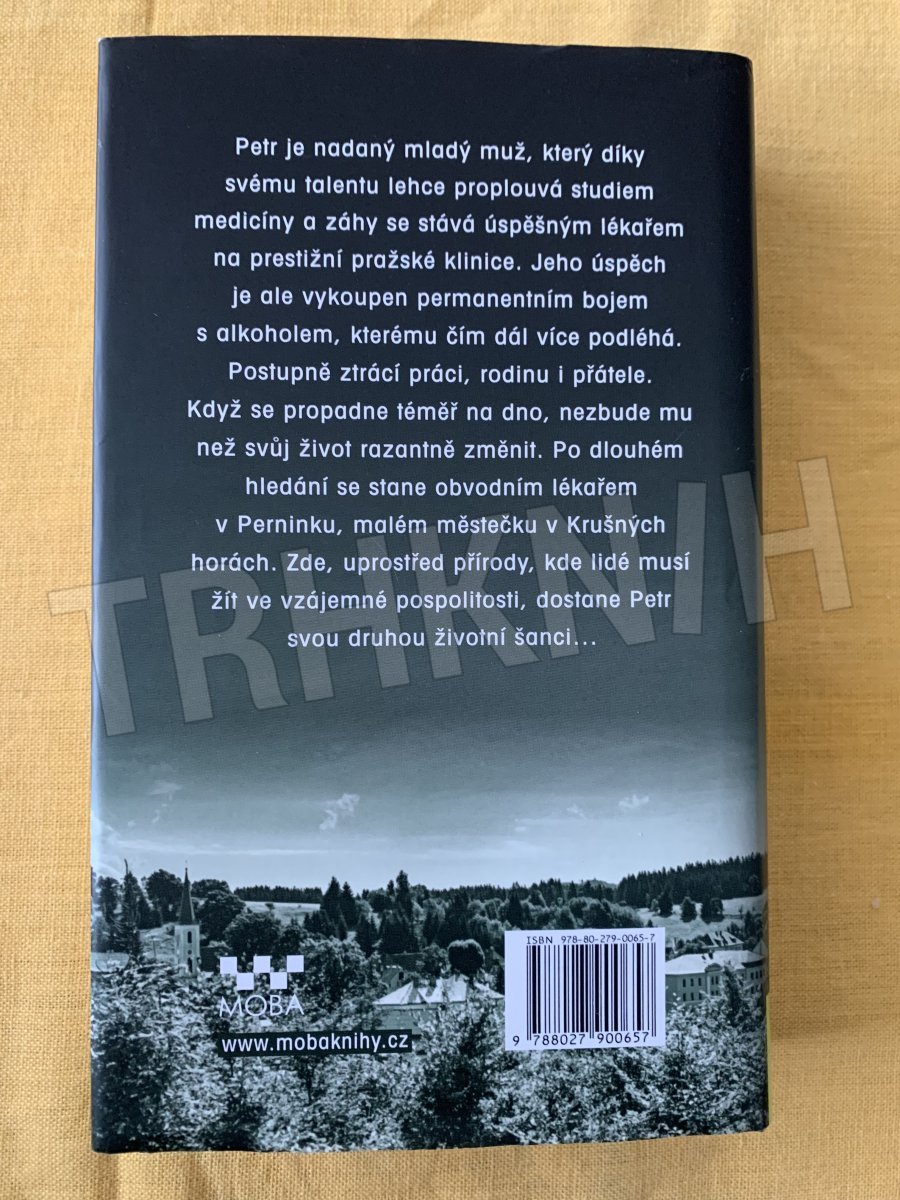 Petr je nadaný mladý muž, který díky
svému talentu lehce proplouvá studiem
medicíny a záhy se stává úspěšným lékařem
na prestižní pražské klinice. Jeho úspěch
je ale vykoupen permanentním bojem
s alkoholem, kterému čím dál více podléhá.
Postupně ztrácí práci, rodinu i přátele.
Když se propadne téměř na dno, nezbude mu
než svůj život razantně změnit. Po dlouhém
hledání se stane obvodním lékařem
v Perninku, malém městečku v Krušných
horách. Zde, uprostřed přírody, kde lidé musí
žít ve vzájemné pospolitosti, dostane Petr
svou druhou životní šanci...
TRHKNIH
ISBN 978-80-279-0065-7
9 788027 900657
MOBA
www.mobaknihy.cz